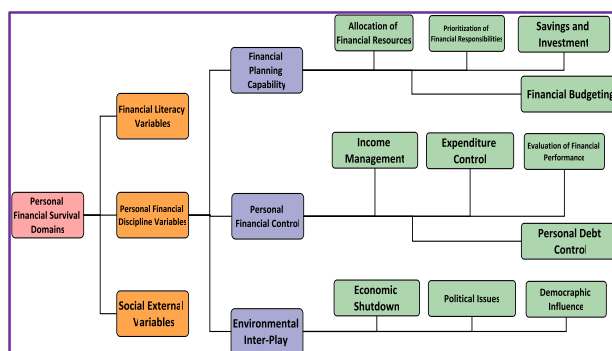 Allocation of
Financial Resources
Prioritization of
Financial Responsibilities
Savings and
Investment
Financial
Planning
Capability
Financial Budgeting
Financial Literacy
Variables
Income
Management
Expenditure
Control
Evaluation of Financial
Performance
Personal
Financial Survival
Domains
Personal Financial
Discipline Variables
Personal
Financial Control
Personal Debt
Control
Social External
Variables
Economic
Shutdown
Political Issues
Democraphic
Influence
Environmental
Inter-Play